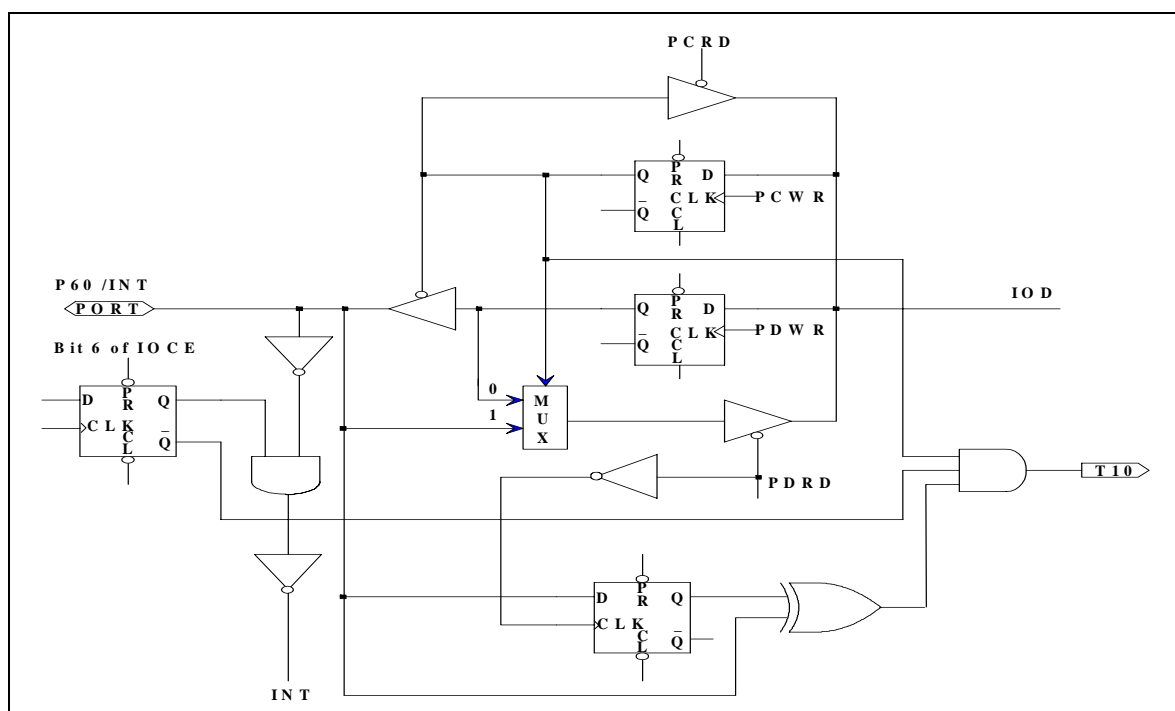 PCRD
PR
Q D
CLK PCWR
Q̅ CL
P60 /INT
PORT
IOD
PR
Q D
CLK PDWR
Q̅ CL
Bit 6 of IOCE
D PR Q
CLK
CL Q̅
0
1
MUX
PDRD
T10
D PR Q
CLK
CL Q̅
INT